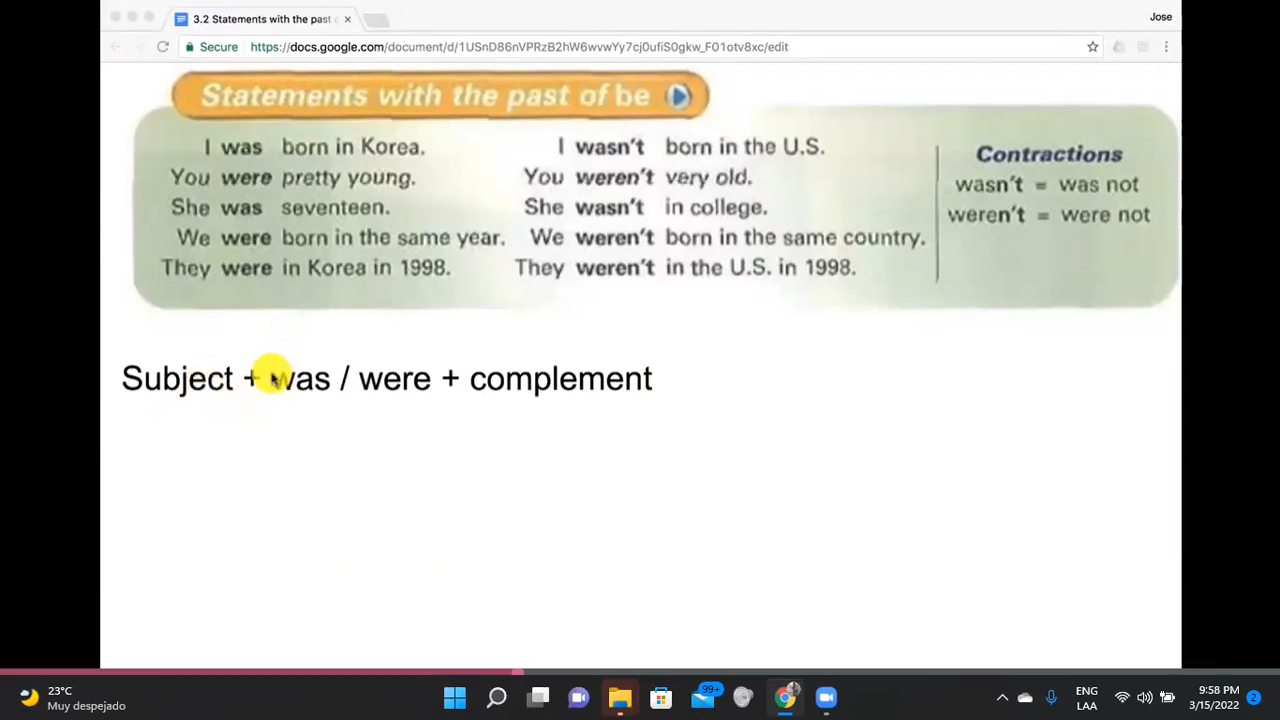 3.2 Statements with the past
Jose
Secure https://docs.google.com/document/d/1USnD86nVPRzB2hW6wvwYy7cj0ufiS0gkw_F01otv8xc/edit
Statements with the past of be
I was born in Korea.
You were pretty young.
She was seventeen.
We were born in the same year.
They were in Korea in 1998.
I wasn't born in the U.S.
You weren't very old.
She wasn't in college.
We weren't born in the same country.
They weren't in the U.S. in 1998.
Contractions
wasn't = was not
weren't = were not
Subject + was / were + complement
23°C
Muy despejado
99+
ENG
LAA
9:58 PM
3/15/2022
2